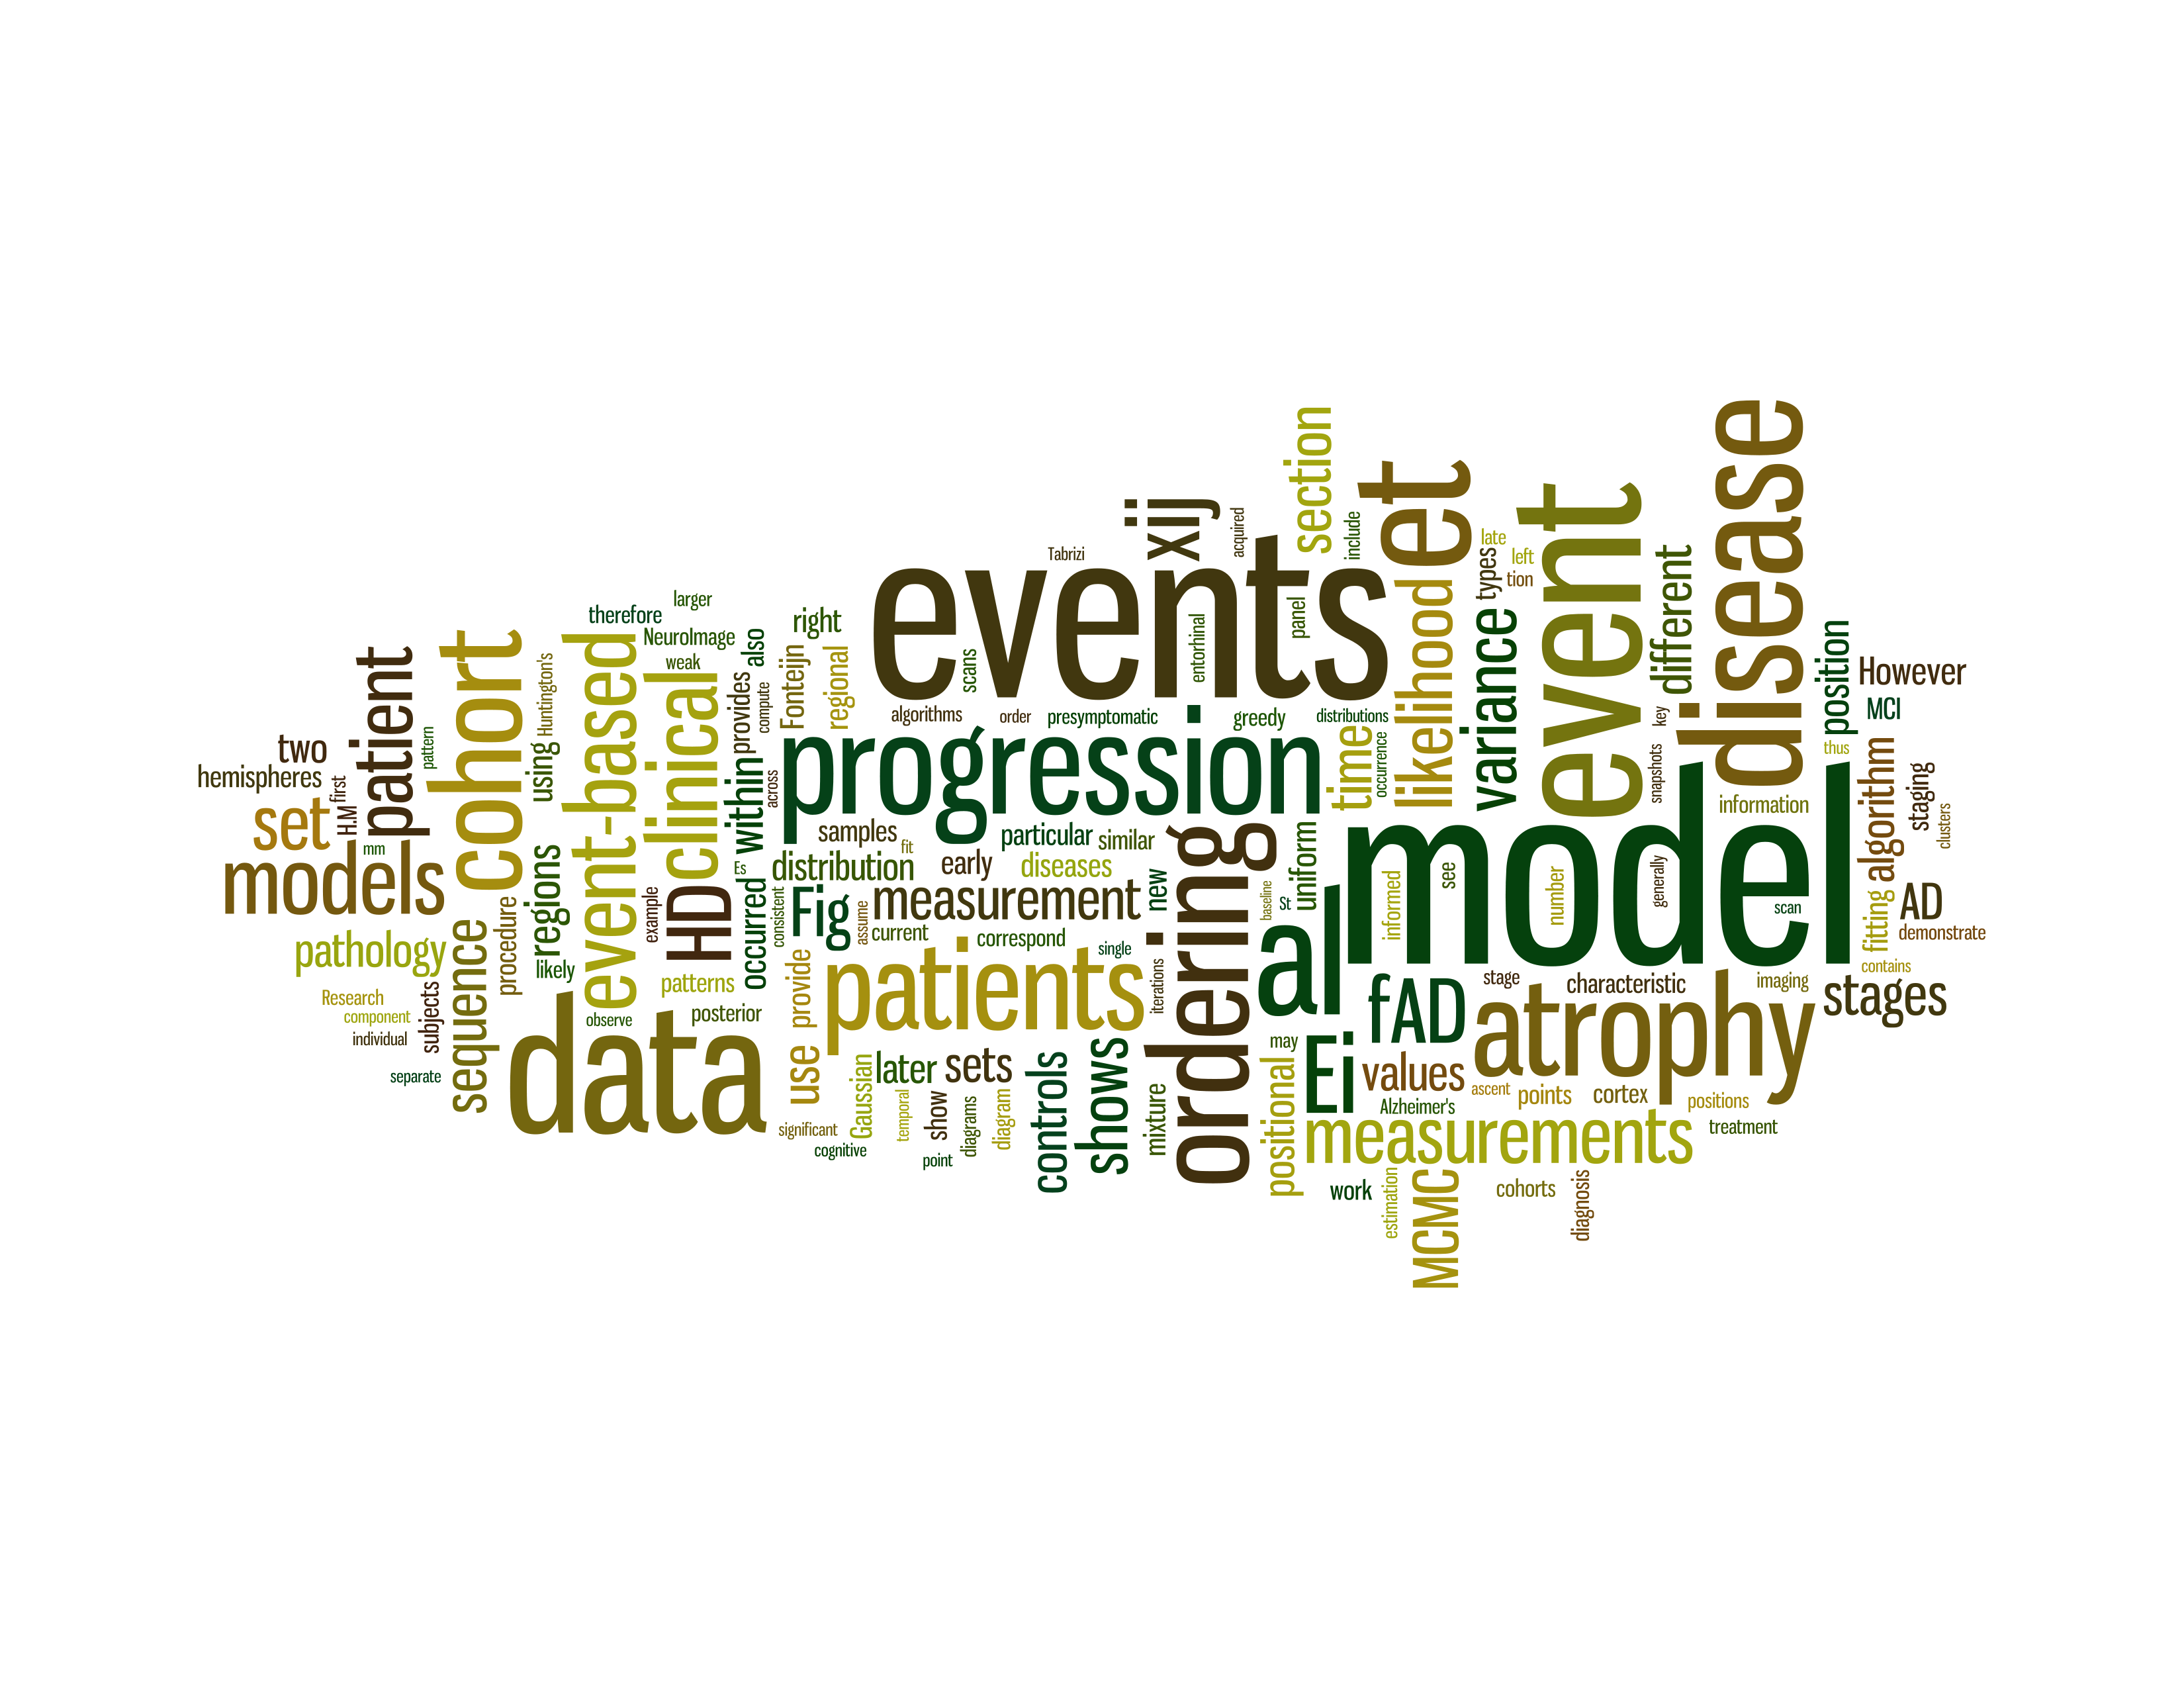 disease
section
et
event
xij
acquired
include
events
Tabrizi
late
left
types
tion
different
likelihood
variance
panel
entorhinal
scans
larger
therefore
right
NeuroImage
also
weak
clinical
event-based
cohort
Huntington's
patient
pattern
Fonteijn
regional
provides
compute
algorithms
order
presymptomatic
greedy
distributions
key
position
However
MCI
thus
two
hemispheres
first
using
within
across
progression
time
occurrence
snapshots
information
algorithm
staging
clusters
set
H.M
mm
models
samples
fit
particular
similar
ordering
model
uniform
regions
Es
distribution
early
diseases
HD
example
occurred
consistent
Fig
assume
measurement
current
correspond
new
baseline
St
al
informed
see
number
generally
scan
fitting
AD
demonstrate
contains
pathology
sequence
procedure
likely
patterns
provide
patients
single
iterations
fAD
stage
characteristic
imaging
atrophy
stages
Research
component
individual
subjects
separate
data
observe
posterior
use
significant
cognitive
Gaussian
later
sets
temporal
show
point
diagrams
diagram
controls
shows
mixture
may
positional
Ei
values
ascent
points
cortex
positions
Alzheimer's
measurements
treatment
work
estimation
MCMC
cohorts
diagnosis